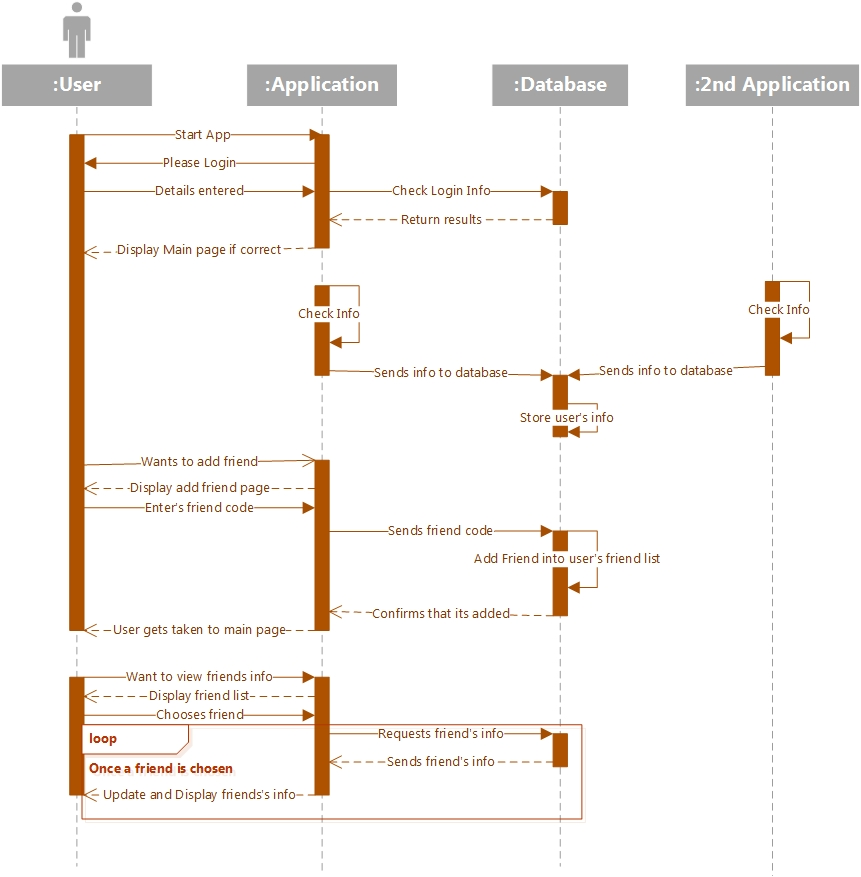 :User
:Application
:Database
:2nd Application
Start App
Please Login
Details entered
Check Login Info
Return results
Display Main page if correct
Check Info
Check Info
Sends info to database
Sends info to database
Store user's info
Wants to add friend
Display add friend page
Enter's friend code
Sends friend code
Add Friend into user's friend list
Confirms that its added
User gets taken to main page
Want to view friends info
Display friend list
Chooses friend
Requests friend's info
loop
Sends friend's info
Once a friend is chosen
Update and Display friends's info